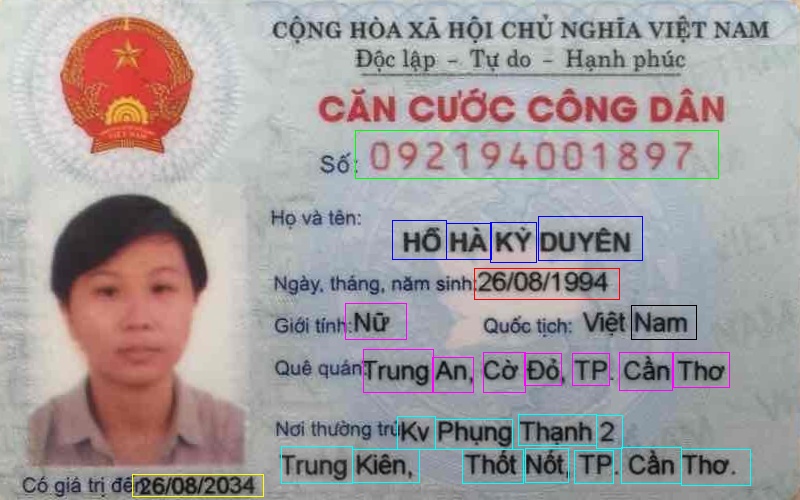 CỘNG HÒA XÃ HỘI CHỦ NGHĨA VIỆT NAM
Độc lập - Tự do - Hạnh phúc
CĂN CƯỚC CÔNG DÂN
Số: 092194001897
Họ và tên:
HỒ HÀ KỶ DUYÊN
Ngày, tháng, năm sinh: 26/08/1994
Giới tính: Nữ Quốc tịch: Việt Nam
Quê quán: Trung An, Cờ Đỏ, TP. Cần Thơ
Nơi thường trú: Kv Phụng Thạnh 2
Trung Kiên, Thốt Nốt, TP. Cần Thơ.
Có giá trị đến: 26/08/2034